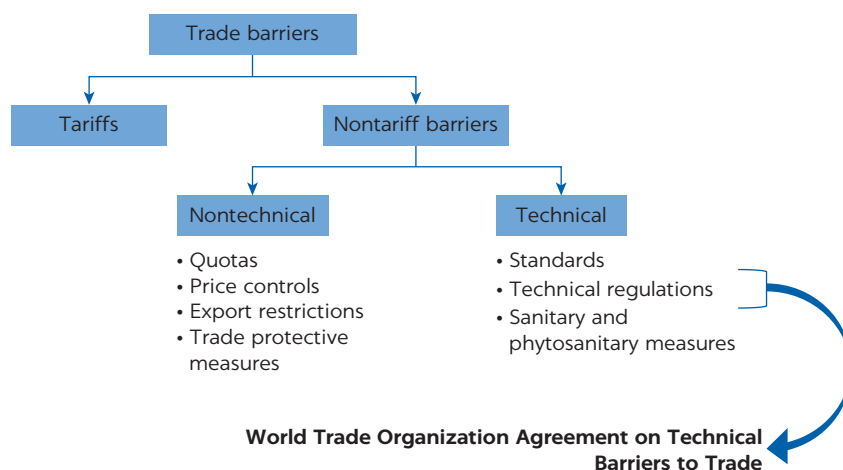 Trade barriers
Tariffs
Nontariff barriers
Nontechnical
• Quotas
• Price controls
• Export restrictions
• Trade protective
measures
Technical
• Standards
• Technical regulations
• Sanitary and
phytosanitary measures
World Trade Organization Agreement on Technical
Barriers to Trade